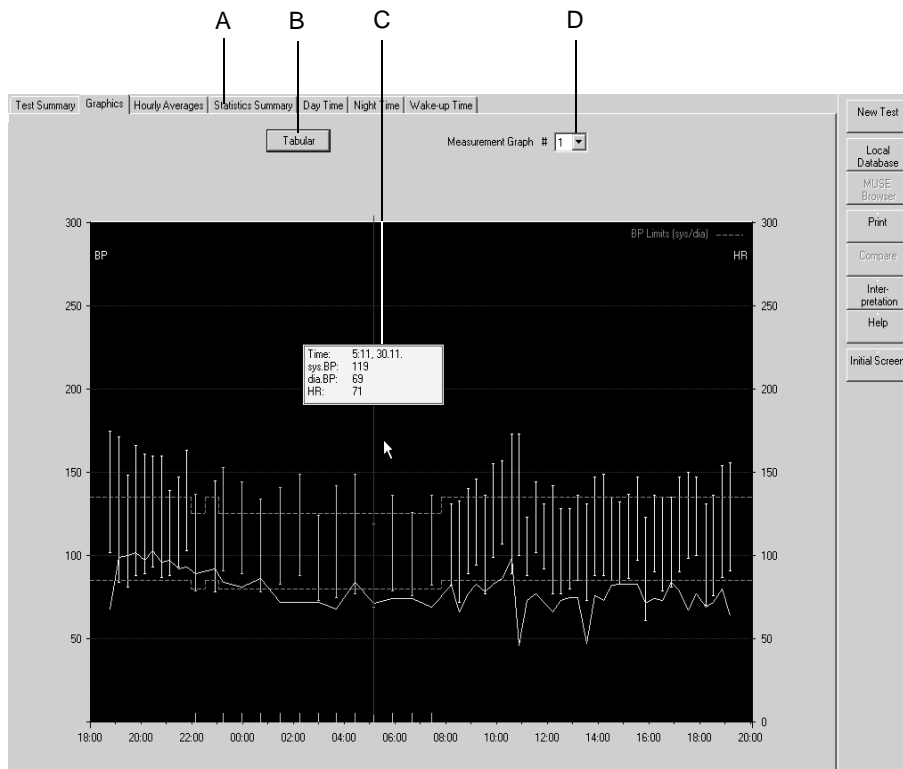 A B C D
Test Summary Graphics Hourly Averages Statistics Summary Day Time Night Time Wake-up Time
Tabular
Measurement Graph # 1
New Test
Local
Database
MUSE
Browser
Print
Compare
Inter-
pretation
Help
Initial Screen
BP Limits (sys/dia)
BP
HR
300
250
200
150
100
50
300
250
200
150
100
50
0
Time: 5:11, 30.11.
sys.BP: 119
dia.BP: 69
HR: 71
18:00 20:00 22:00 00:00 02:00 04:00 06:00 08:00 10:00 12:00 14:00 16:00 18:00 20:00